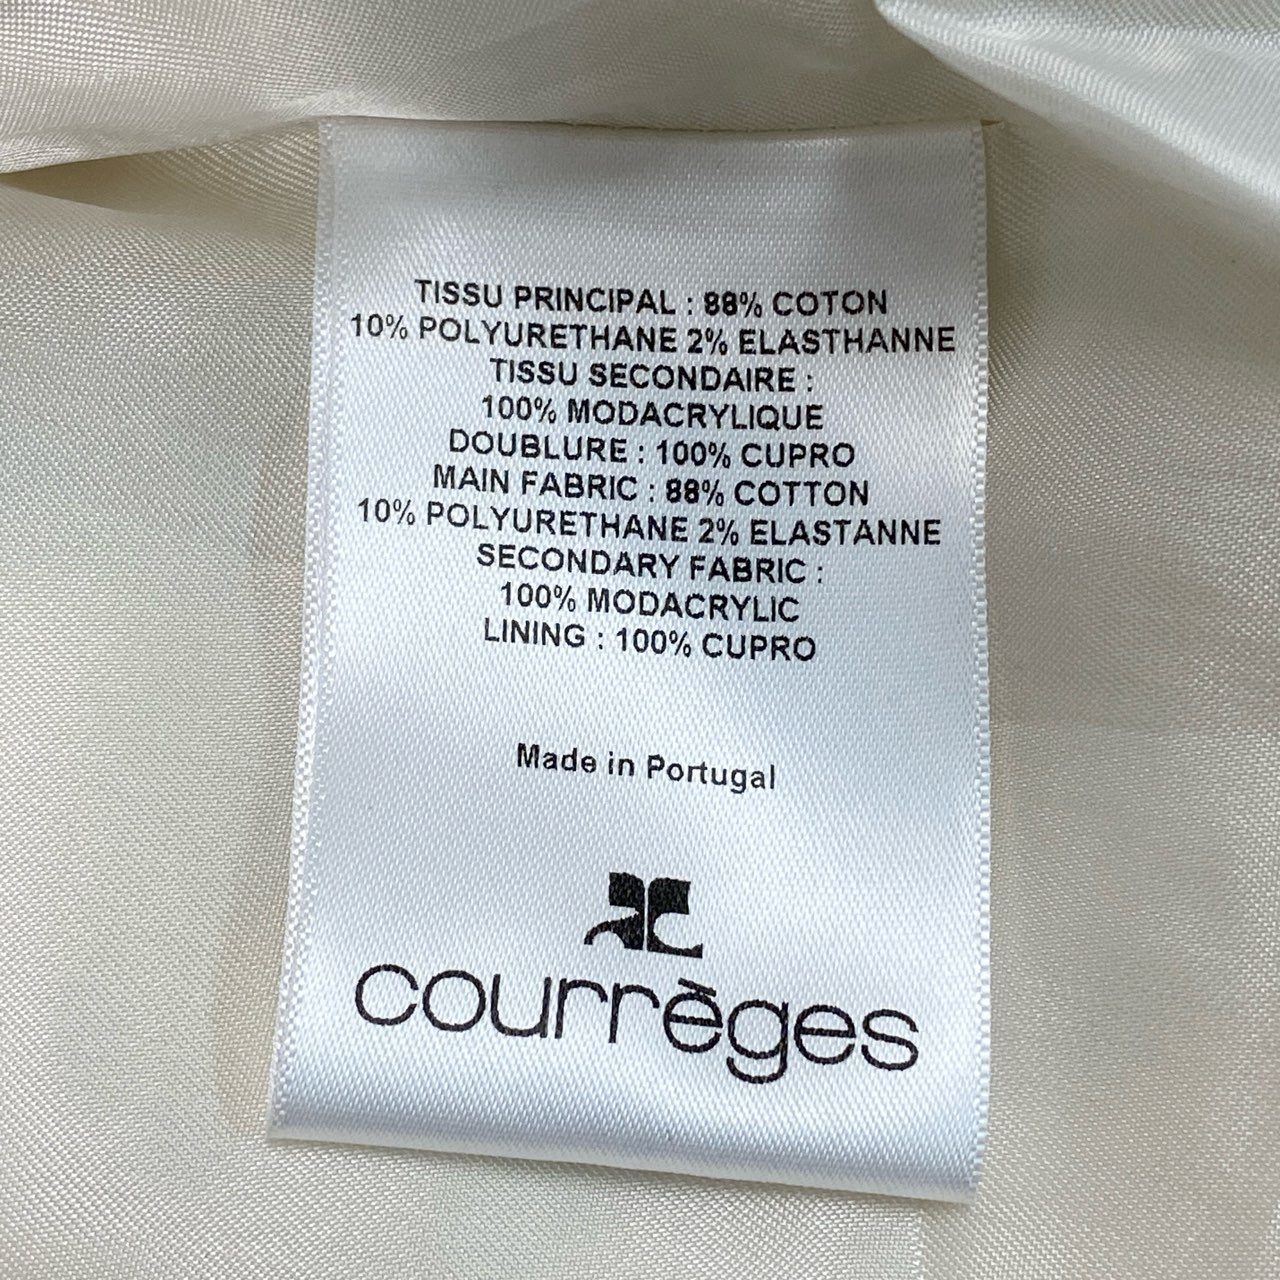 TISSU PRINCIPAL : 88% COTON
10% POLYURETHANE 2% ELASTHANNE
TISSU SECONDAIRE :
100% MODACRYLIQUE
DOUBLURE : 100% CUPRO
MAIN FABRIC : 88% COTTON
10% POLYURETHANE 2% ELASTANNE
SECONDARY FABRIC :
100% MODACRYLIC
LINING : 100% CUPRO
Made in Portugal
AC
courrèges